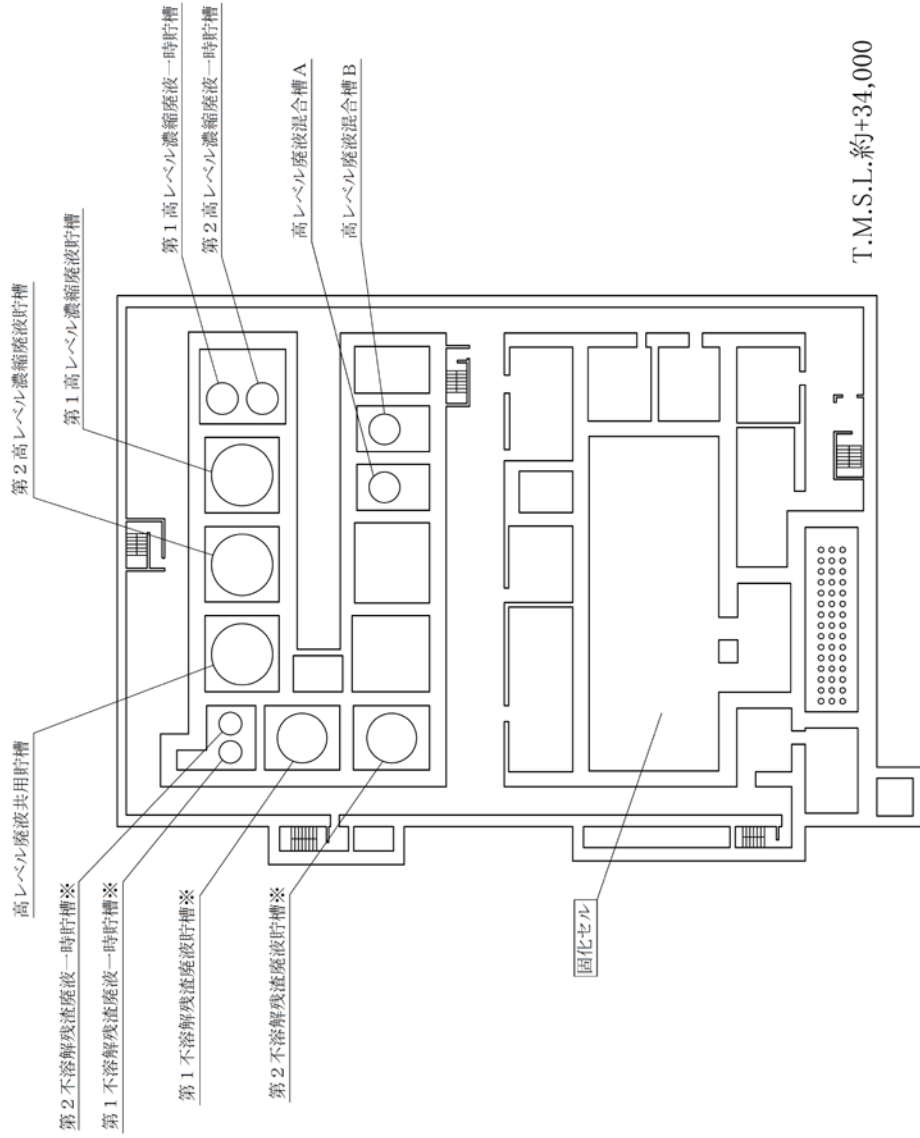 第２不溶解残渣廃液一時貯槽※
第１不溶解残渣廃液一時貯槽※
第１不溶解残渣廃液貯槽※
第２不溶解残渣廃液貯槽※
高レベル廃液共用貯槽
第２高レベル濃縮廃液貯槽
第１高レベル濃縮廃液貯槽
第１高レベル濃縮廃液一時貯槽
第２高レベル濃縮廃液一時貯槽
高レベル廃液混合槽Ａ
高レベル廃液混合槽Ｂ
固化セル
T.M.S.L.約+34,000